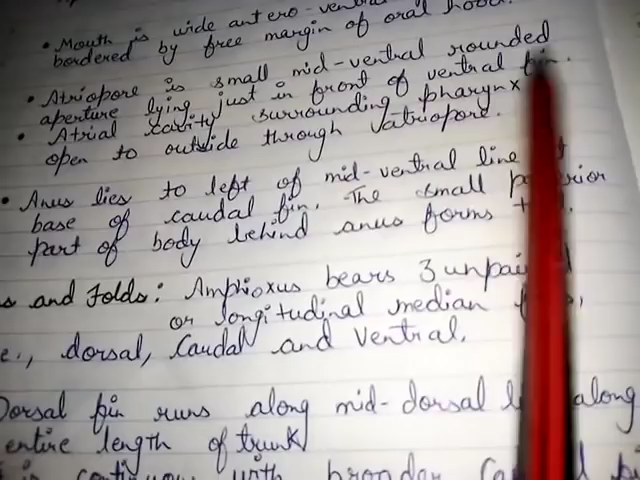 • Mouth is wide antero-ventral
bordered by free margin of oral hood.
• Atriopore is small mid-ventral rounded
aperture lying just in front of ventral fin.
• Atrial cavity surrounding pharynx
open to outside through atriopore.
• Anus lies to left of mid-ventral line
base of caudal fin. The small posterior
part of body behind anus forms
and Folds: Amphioxus bears 3 unpaired
or longitudinal median
e., dorsal, Caudal and Ventral.
Dorsal fin runs along mid-dorsal along
entire length of trunk
with broader